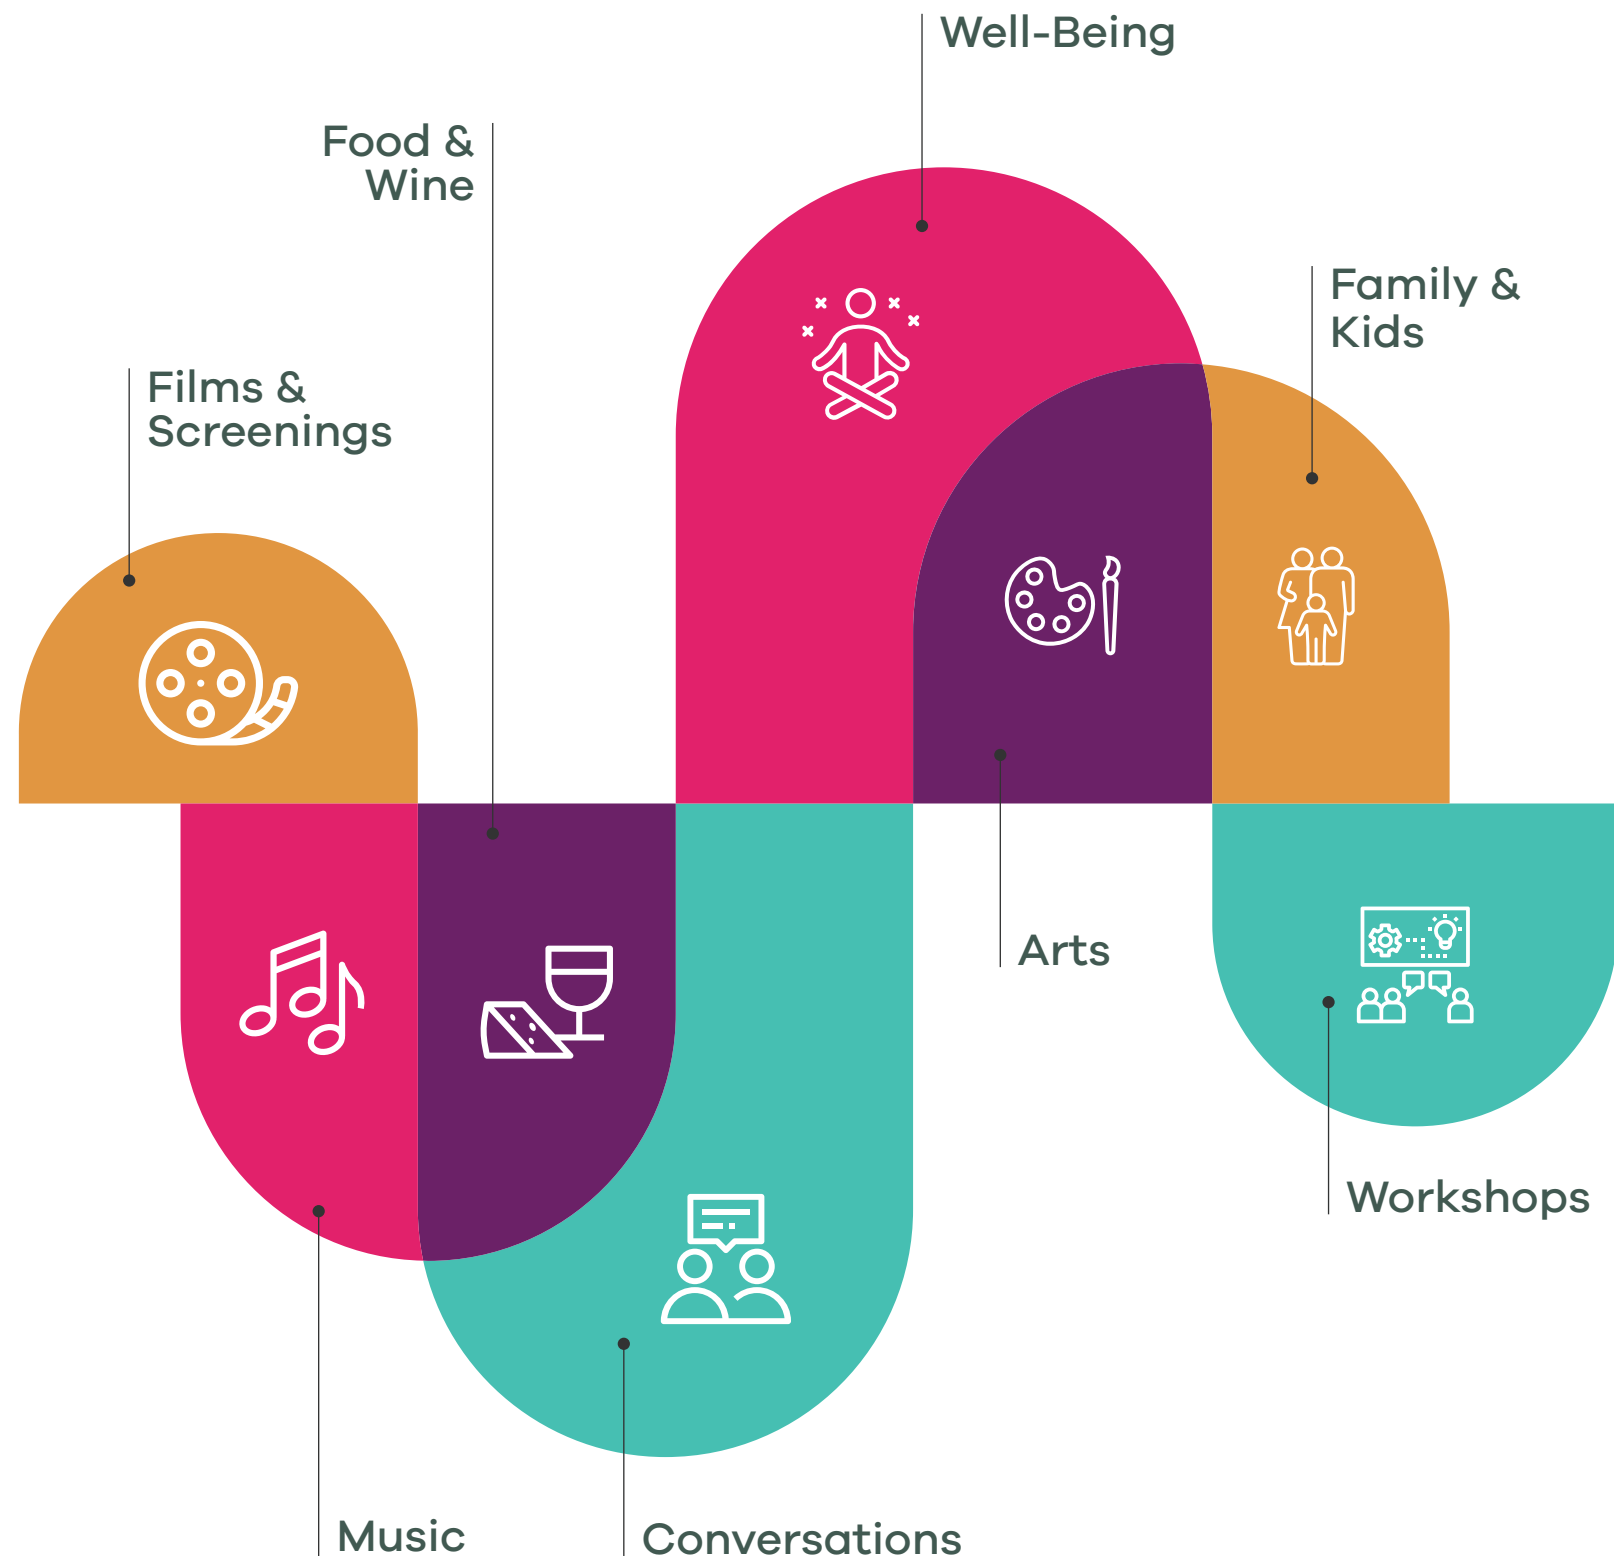 Well-Being
Food &
Wine
Family &
Kids
Films &
Screenings
Arts
Workshops
Music
Conversations